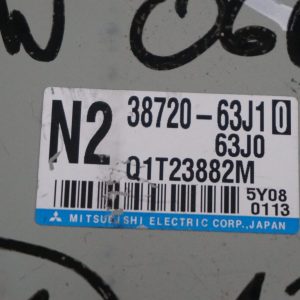 N2 38720-63J10
63J0
Q1T23882M
5Y08
0113
MITSUBISHI ELECTRIC CORP., JAPAN